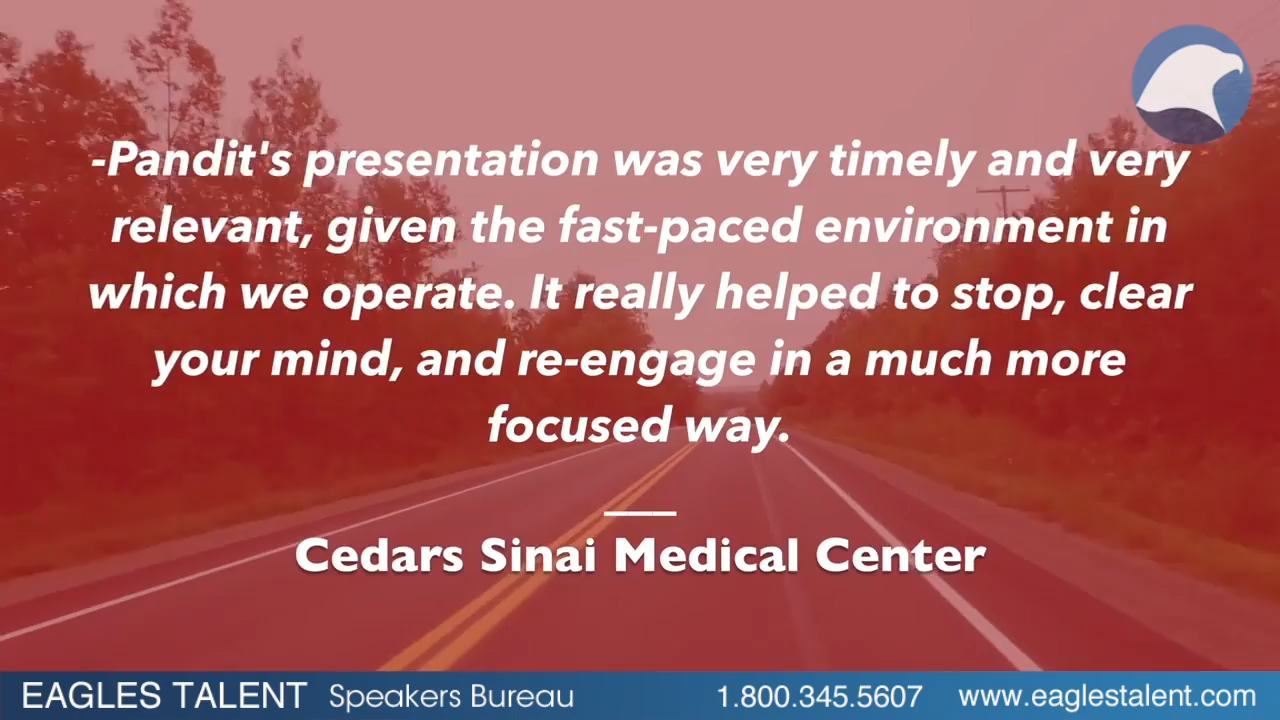 -Pandit's presentation was very timely and very
relevant, given the fast-paced environment in
which we operate. It really helped to stop, clear
your mind, and re-engage in a much more
focused way.
Cedars Sinai Medical Center
EAGLES TALENT Speakers Bureau 1.800.345.5607 www.eaglestalent.com